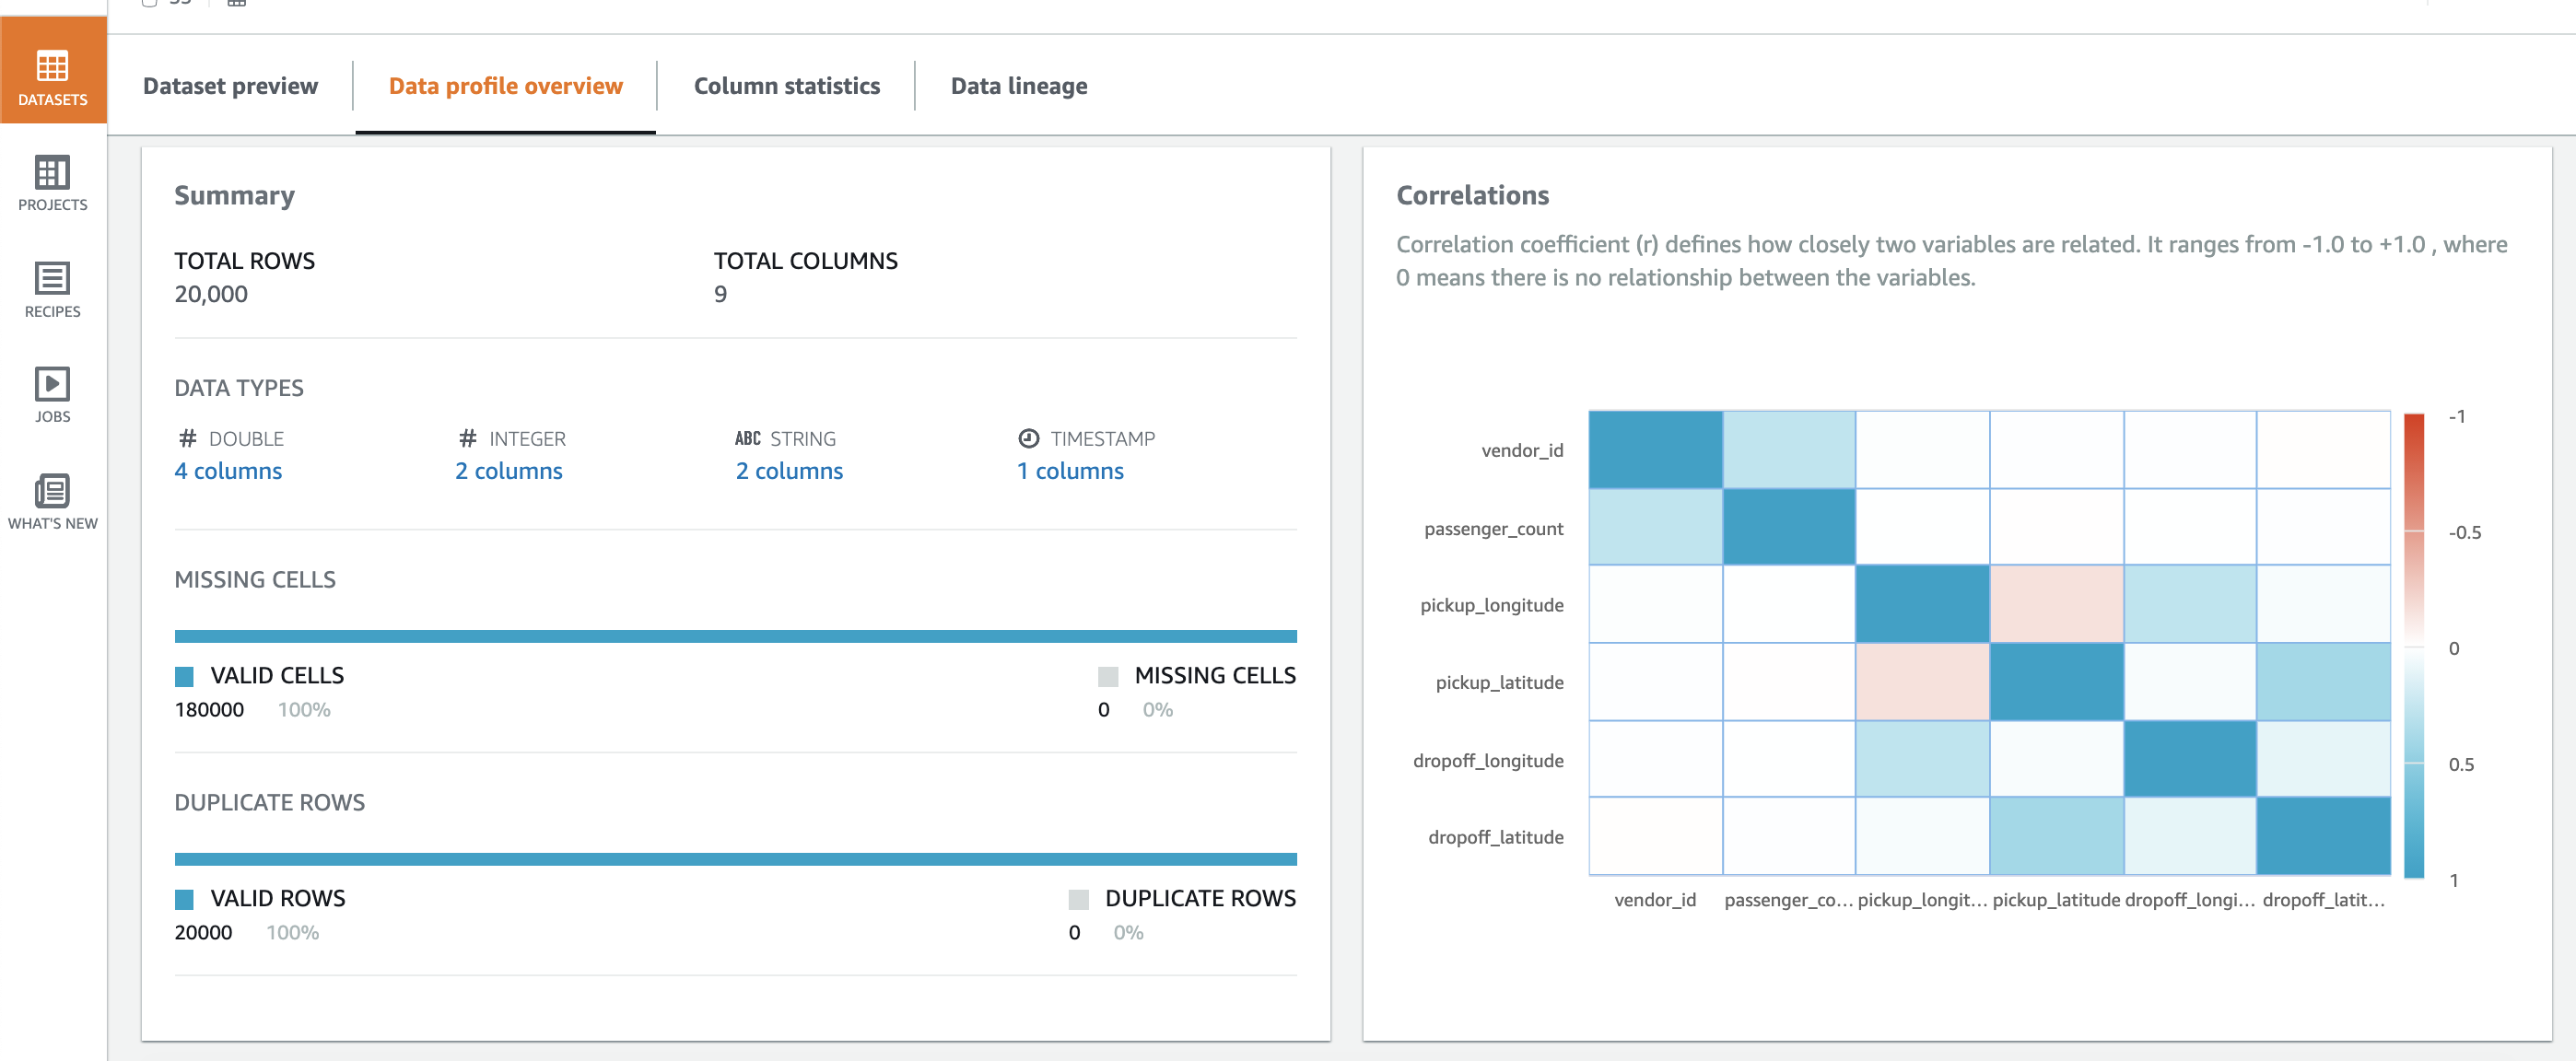 DATASETS
PROJECTS
RECIPES
JOBS
WHAT'S NEW
Dataset preview
Data profile overview
Column statistics
Data lineage
Summary
TOTAL ROWS
20,000
TOTAL COLUMNS
9
DATA TYPES
# DOUBLE
4 columns
# INTEGER
2 columns
ABC STRING
2 columns
TIMESTAMP
1 columns
MISSING CELLS
VALID CELLS
180000 100%
MISSING CELLS
0 0%
DUPLICATE ROWS
VALID ROWS
20000 100%
DUPLICATE ROWS
0 0%
Correlations
Correlation coefficient (r) defines how closely two variables are related. It ranges from -1.0 to +1.0 , where
0 means there is no relationship between the variables.
vendor_id
passenger_count
pickup_longitude
pickup_latitude
dropoff_longitude
dropoff_latitude
vendor_id
passenger_co...
pickup_longit...
pickup_latitude
dropoff_longi...
dropoff_latit...
-1
-0.5
0
0.5
1